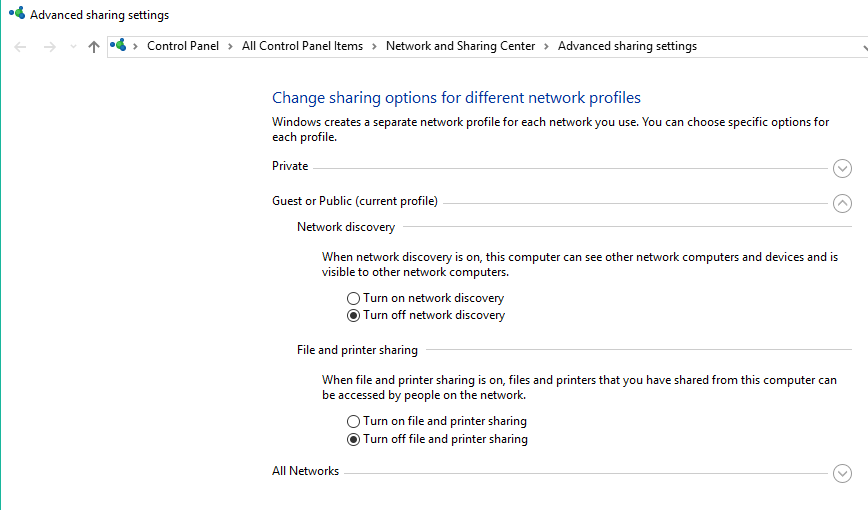 Advanced sharing settings
Control Panel > All Control Panel Items > Network and Sharing Center > Advanced sharing settings
Change sharing options for different network profiles
Windows creates a separate network profile for each network you use. You can choose specific options for
each profile.
Private
Guest or Public (current profile)
Network discovery
When network discovery is on, this computer can see other network computers and devices and is
visible to other network computers.
Turn on network discovery
Turn off network discovery
File and printer sharing
When file and printer sharing is on, files and printers that you have shared from this computer can
be accessed by people on the network.
Turn on file and printer sharing
Turn off file and printer sharing
All Networks